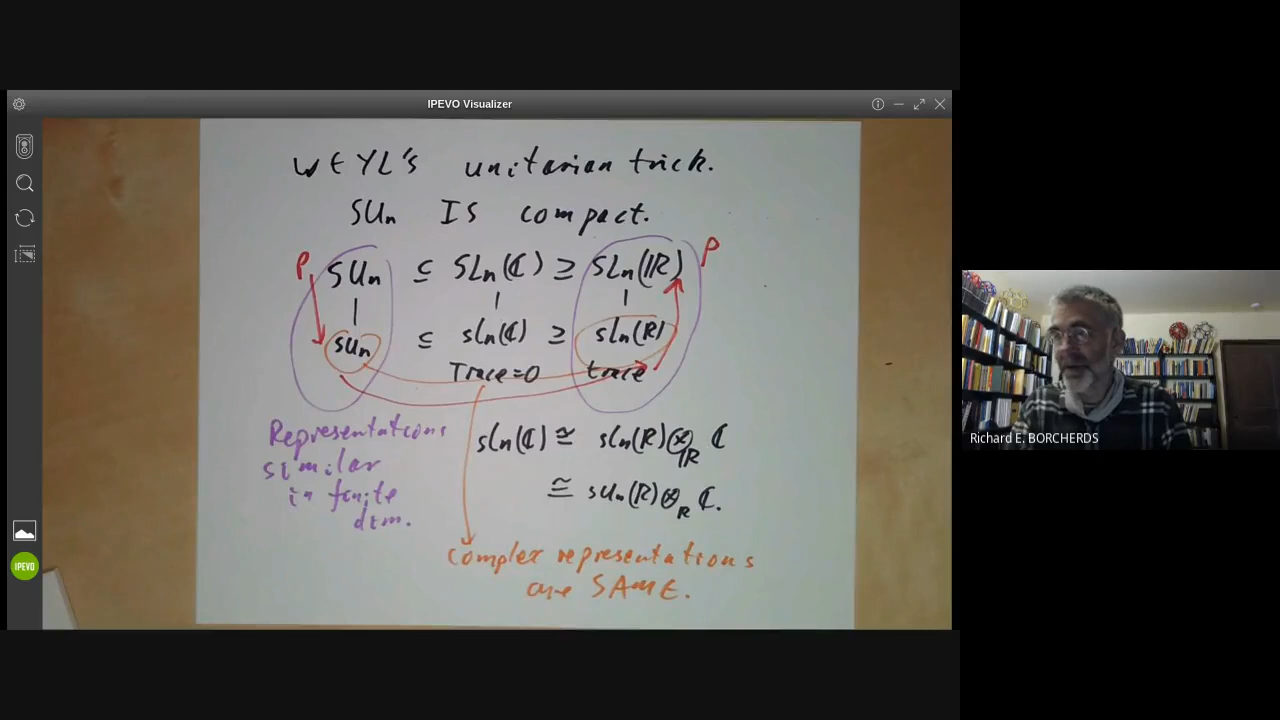 IPEVO Visualizer
WEYL'S unitarian trick.
SUn IS compact.
ρ ρ
SUn ⊆ SLn(ℂ) ≥ SLn(ℝ)
sun ⊆ sln(ℂ) ≥ sln(R)
Trace=0 trace
Representations
similar
in finite
dim.
sln(ℂ) ≅ sln(R)⊗ℝ ℂ
≅ sun(R)⊗R ℂ.
complex representations
are SAME.
IPEVO
Richard E. BORCHERDS